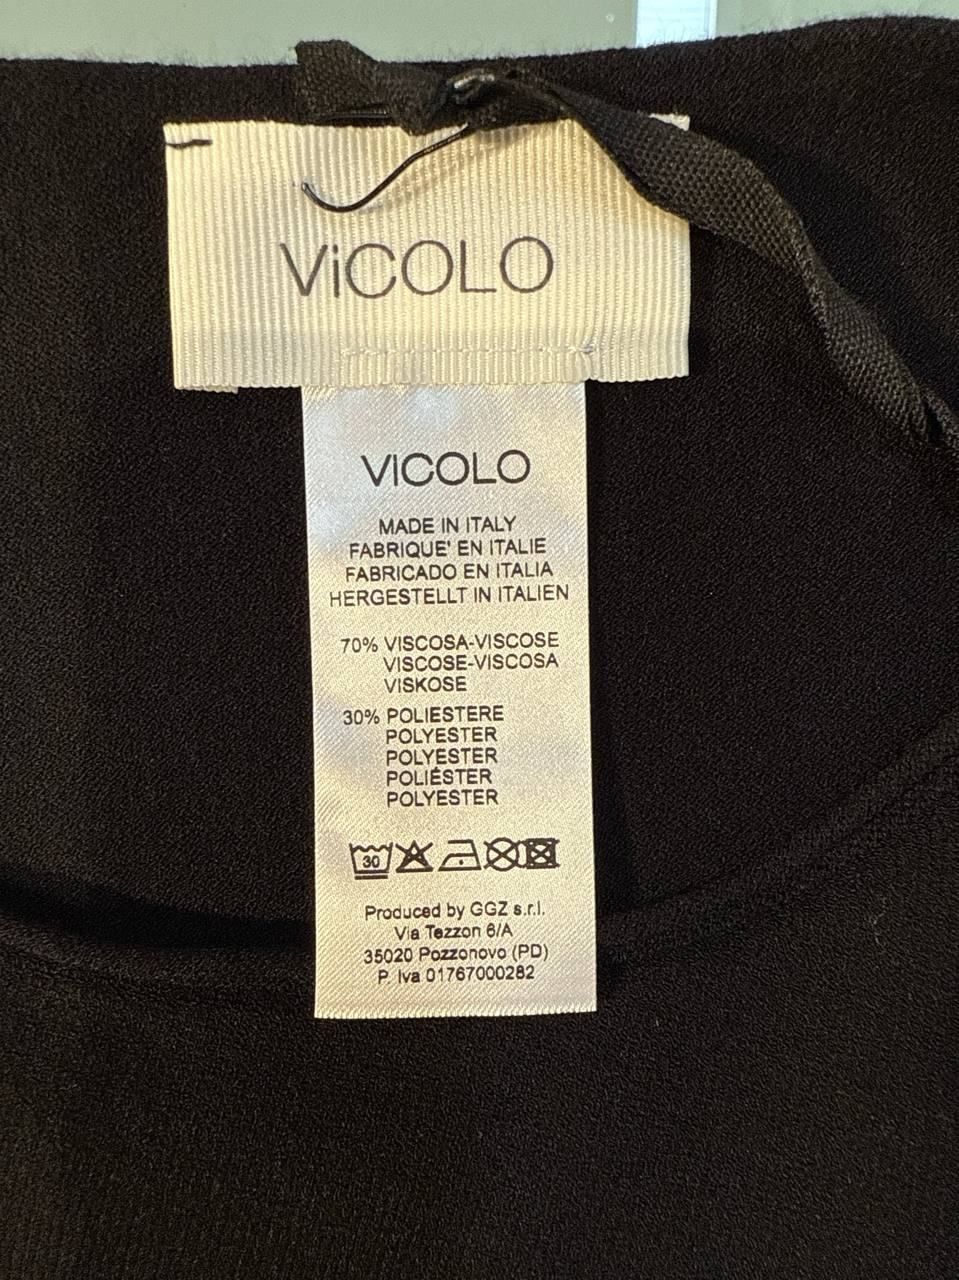 ViCOLO
VICOLO
MADE IN ITALY
FABRIQUE' EN ITALIE
FABRICADO EN ITALIA
HERGESTELLT IN ITALIEN
70% VISCOSA-VISCOSE
VISCOSE-VISCOSA
VISKOSE
30% POLIESTERE
POLYESTER
POLYESTER
POLIÉSTER
POLYESTER
30
Produced by GGZ s.r.l.
Via Tezzon 6/A
35020 Pozzonovo (PD)
P. Iva 01767000282